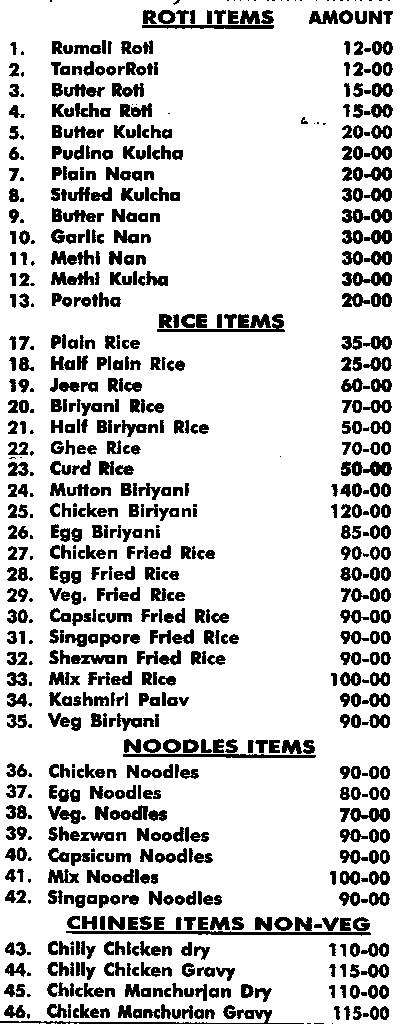 ROTI ITEMS AMOUNT
1. Rumali Roti 12-00
2. TandoorRoti 12-00
3. Butter Roti 15-00
4. Kulcha Roti 15-00
5. Butter Kulcha 20-00
6. Pudina Kulcha 20-00
7. Plain Naan 20-00
8. Stuffed Kulcha 30-00
9. Butter Naan 30-00
10. Garlic Nan 30-00
11. Methi Nan 30-00
12. Methi Kulcha 30-00
13. Porotha 20-00
RICE ITEMS
17. Plain Rice 35-00
18. Half Plain Rice 25-00
19. Jeera Rice 60-00
20. Biriyani Rice 70-00
21. Half Biriyani Rice 50-00
22. Ghee Rice 70-00
23. Curd Rice 50-00
24. Mutton Biriyani 140-00
25. Chicken Biriyani 120-00
26. Egg Biriyani 85-00
27. Chicken Fried Rice 90-00
28. Egg Fried Rice 80-00
29. Veg. Fried Rice 70-00
30. Capsicum Fried Rice 90-00
31. Singapore Fried Rice 90-00
32. Shezwan Fried Rice 90-00
33. Mix Fried Rice 100-00
34. Kashmiri Palav 90-00
35. Veg Biriyani 90-00
NOODLES ITEMS
36. Chicken Noodles 90-00
37. Egg Noodles 80-00
38. Veg. Noodles 70-00
39. Shezwan Noodles 90-00
40. Capsicum Noodles 90-00
41. Mix Noodles 100-00
42. Singapore Noodles 90-00
CHINESE ITEMS NON-VEG
43. Chilly Chicken dry 110-00
44. Chilly Chicken Gravy 115-00
45. Chicken Manchurian Dry 110-00
46. Chicken Manchurian Gravy 115-00